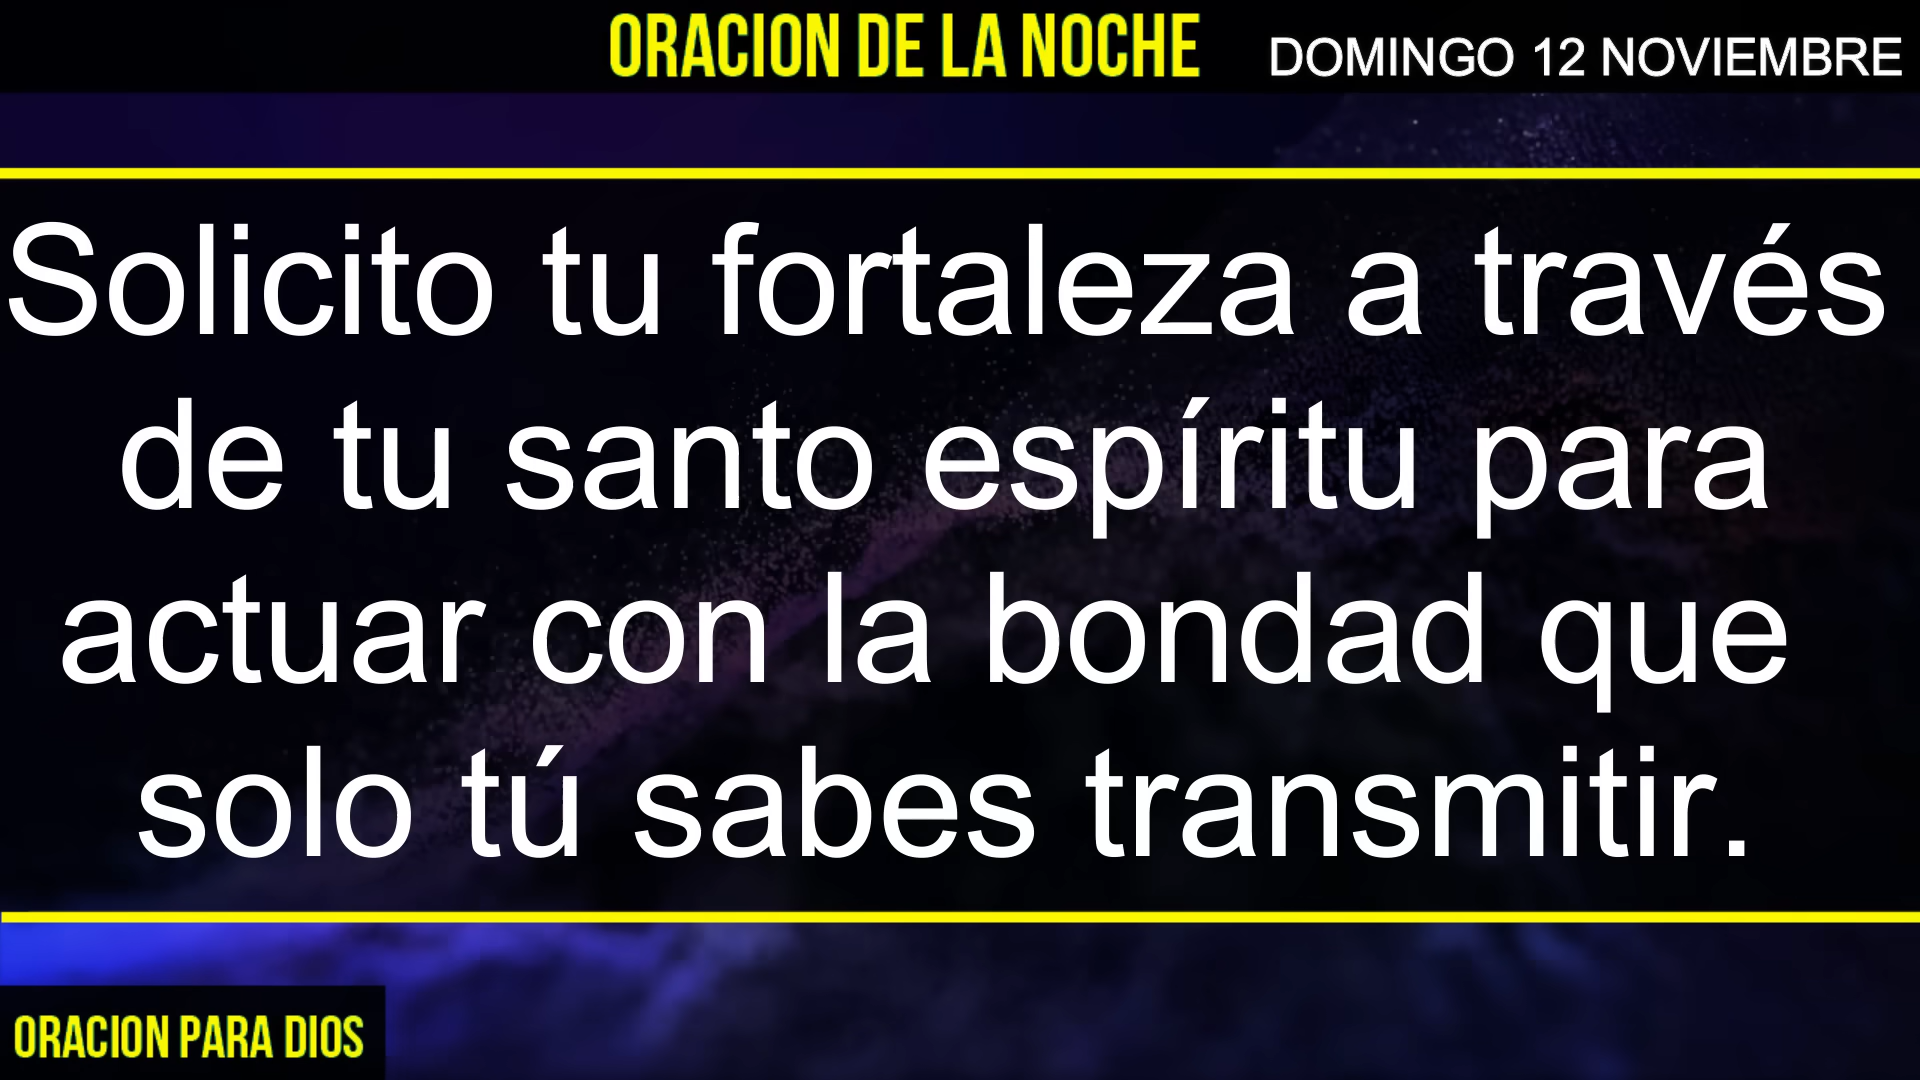 ORACION DE LA NOCHE
DOMINGO 12 NOVIEMBRE
Solicito tu fortaleza a través
de tu santo espíritu para
actuar con la bondad que
solo tú sabes transmitir.
ORACION PARA DIOS